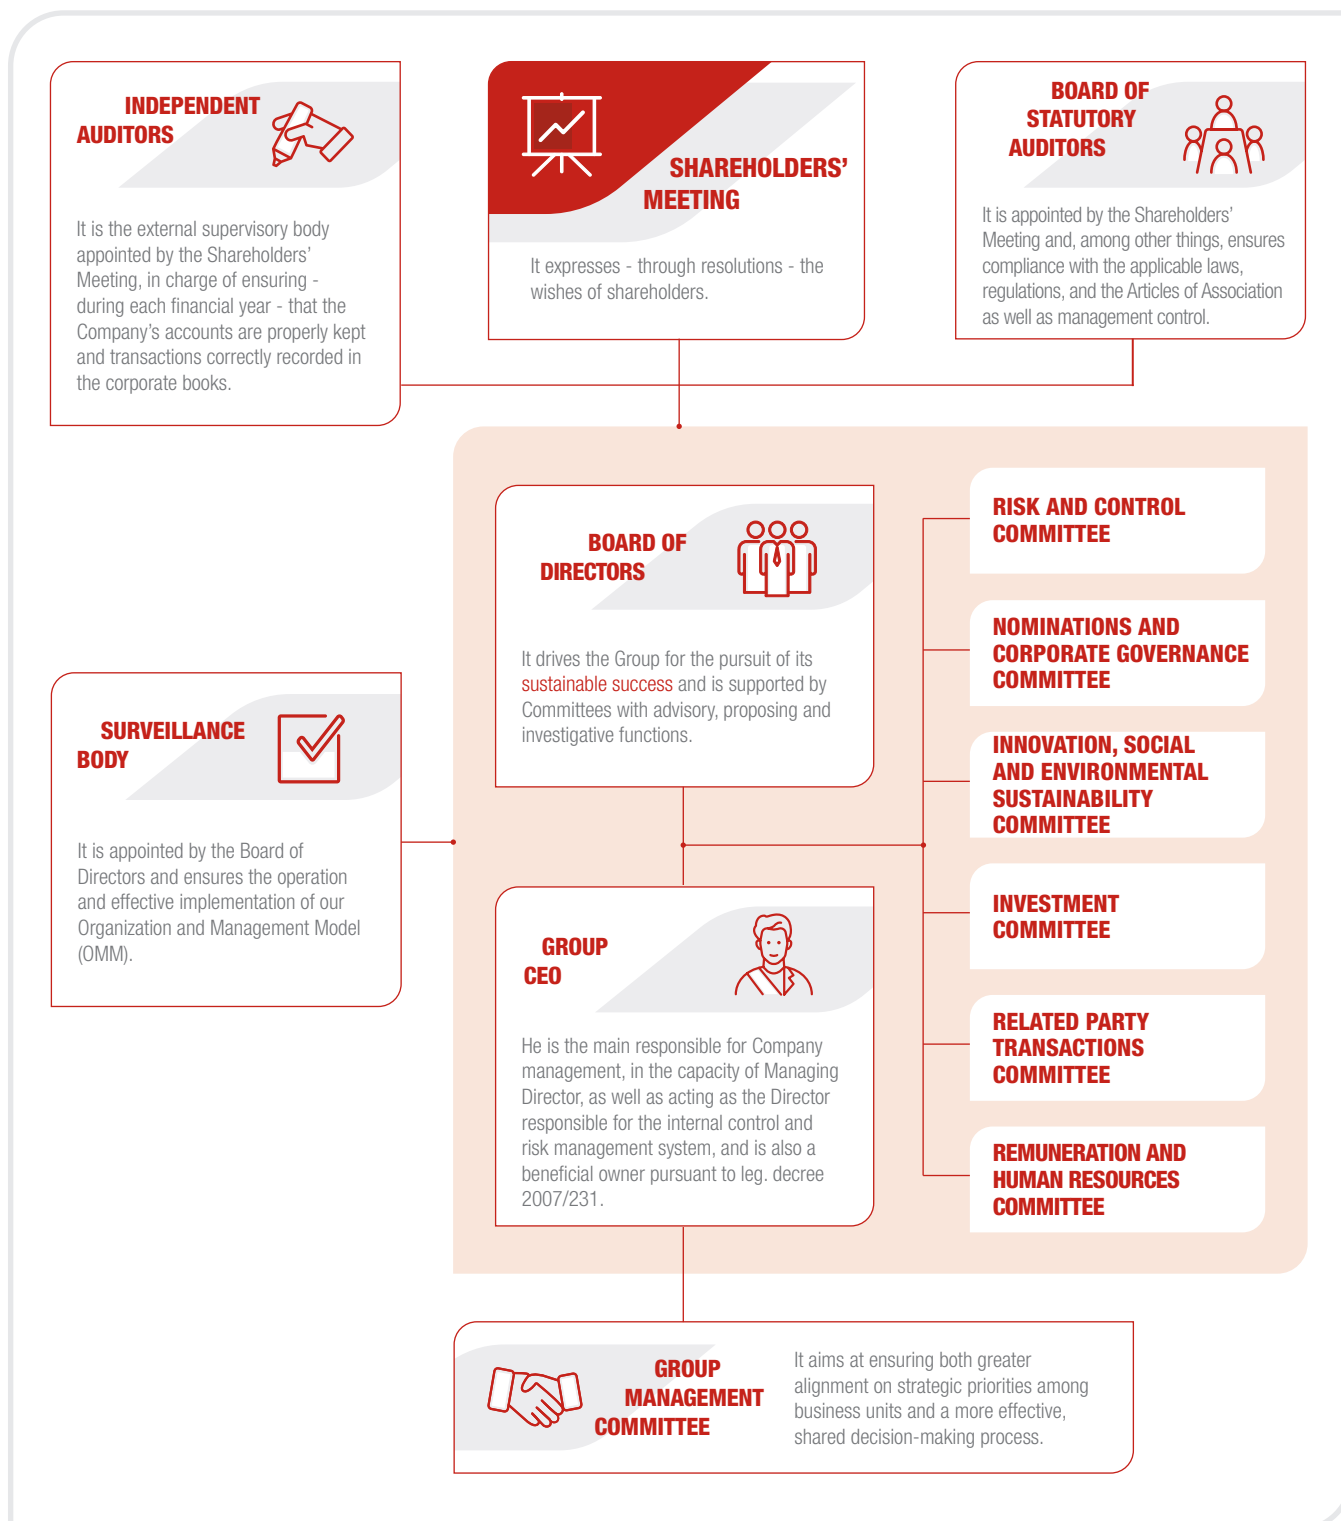 INDEPENDENT
AUDITORS
It is the external supervisory body
appointed by the Shareholders'
Meeting, in charge of ensuring -
during each financial year - that the
Company's accounts are properly kept
and transactions correctly recorded in
the corporate books.
SHAREHOLDERS'
MEETING
It expresses - through resolutions - the
wishes of shareholders.
BOARD OF
STATUTORY
AUDITORS
It is appointed by the Shareholders'
Meeting and, among other things, ensures
compliance with the applicable laws,
regulations, and the Articles of Association
as well as management control.
BOARD OF
DIRECTORS
It drives the Group for the pursuit of its
sustainable success and is supported by
Committees with advisory, proposing and
investigative functions.
RISK AND CONTROL
COMMITTEE
NOMINATIONS AND
CORPORATE GOVERNANCE
COMMITTEE
INNOVATION, SOCIAL
AND ENVIRONMENTAL
SUSTAINABILITY
COMMITTEE
INVESTMENT
COMMITTEE
RELATED PARTY
TRANSACTIONS
COMMITTEE
REMUNERATION AND
HUMAN RESOURCES
COMMITTEE
SURVEILLANCE
BODY
It is appointed by the Board of
Directors and ensures the operation
and effective implementation of our
Organization and Management Model
(OMM).
GROUP
CEO
He is the main responsible for Company
management, in the capacity of Managing
Director, as well as acting as the Director
responsible for the internal control and
risk management system, and is also a
beneficial owner pursuant to leg. decree
2007/231.
GROUP
MANAGEMENT
COMMITTEE
It aims at ensuring both greater
alignment on strategic priorities among
business units and a more effective,
shared decision-making process.